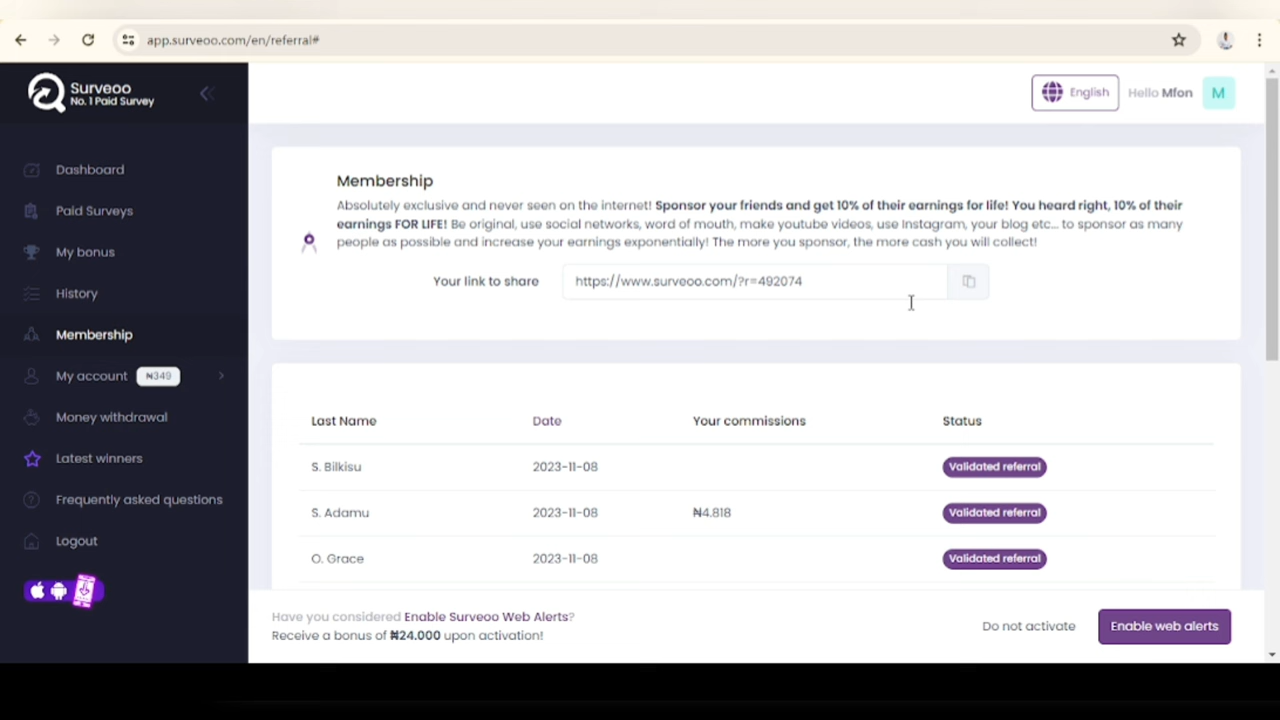 app.surveoo.com/en/referral#
Surveoo
No. 1 Paid Survey
English
Hello Mfon
M
Dashboard
Paid Surveys
My bonus
History
Membership
My account
₦349
Money withdrawal
Latest winners
Frequently asked questions
Logout
Membership
Absolutely exclusive and never seen on the internet! Sponsor your friends and get 10% of their earnings for life! You heard right, 10% of their
earnings FOR LIFE! Be original, use social networks, word of mouth, make youtube videos, use Instagram, your blog etc... to sponsor as many
people as possible and increase your earnings exponentially! The more you sponsor, the more cash you will collect!
Your link to share
https://www.surveoo.com/?r=492074
Last Name Date Your commissions Status
S. Bilkisu 2023-11-08 Validated referral
S. Adamu 2023-11-08 ₦4.818 Validated referral
O. Grace 2023-11-08 Validated referral
Have you considered Enable Surveoo Web Alerts?
Receive a bonus of ₦24.000 upon activation!
Do not activate
Enable web alerts